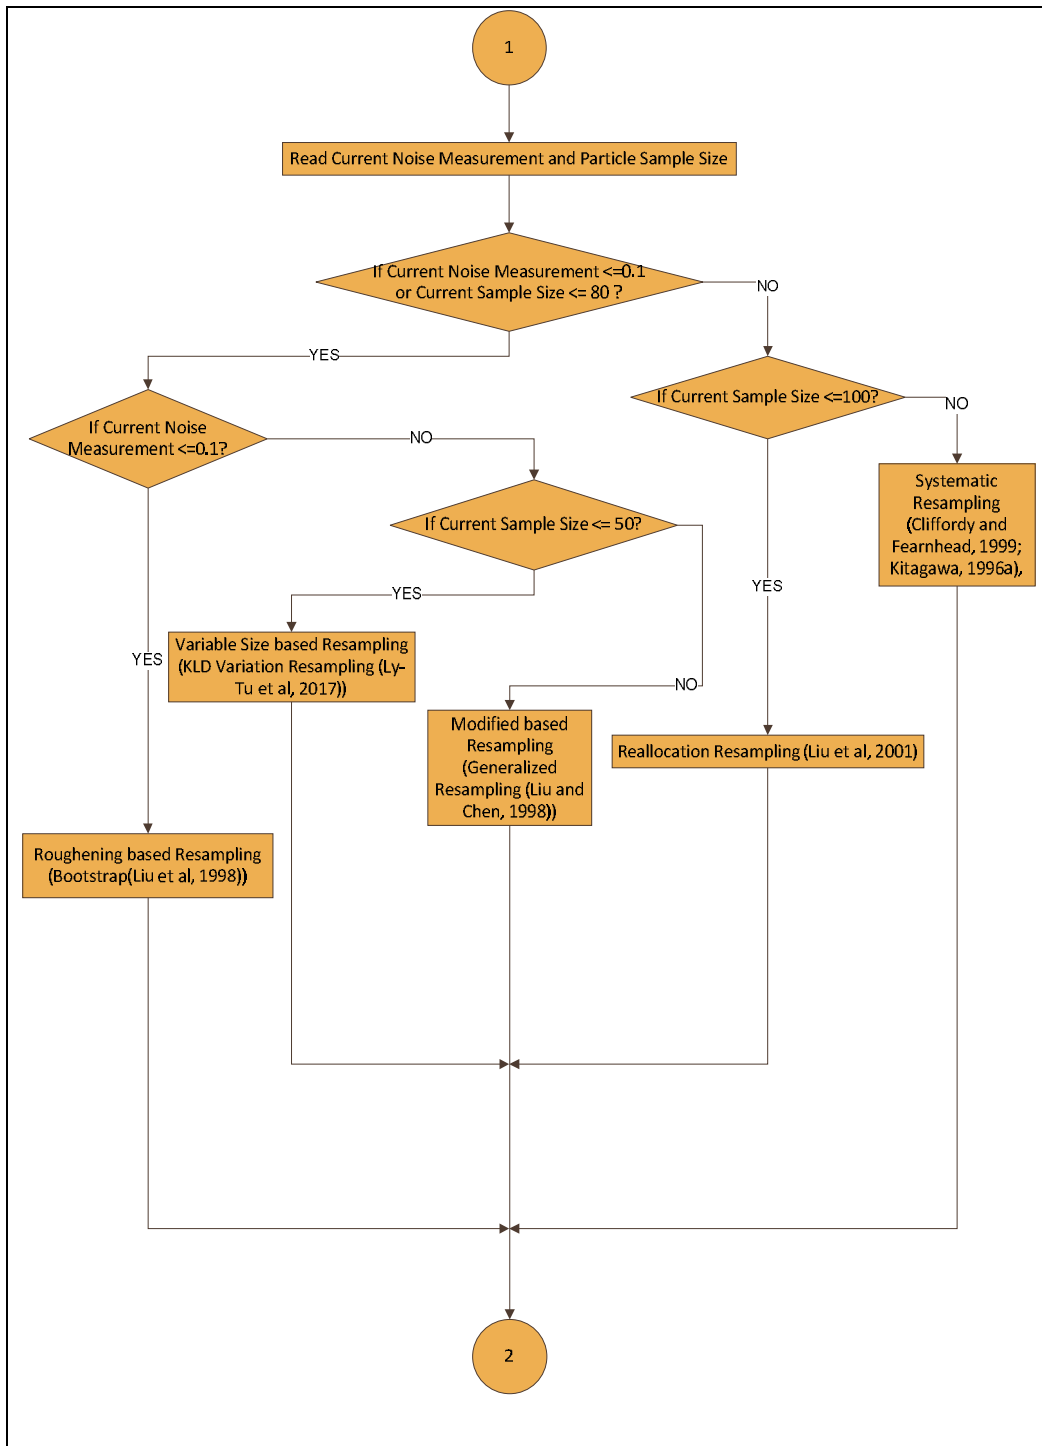 1
Read Current Noise Measurement and Particle Sample Size
If Current Noise Measurement <=0.1
or Current Sample Size <= 80 ?
NO
YES
If Current Sample Size <=100?
NO
If Current Noise
Measurement <=0.1?
NO
Systematic
Resampling
(Cliffordy and
Fearnhead, 1999;
Kitagawa, 1996a),
If Current Sample Size <= 50?
YES
YES
Variable Size based Resampling
(KLD Variation Resampling (Ly-
Tu et al, 2017))
YES
NO
Modified based
Resampling
(Generalized
Resampling (Liu and
Chen, 1998))
Reallocation Resampling (Liu et al, 2001)
Roughening based Resampling
(Bootstrap(Liu et al, 1998))
2